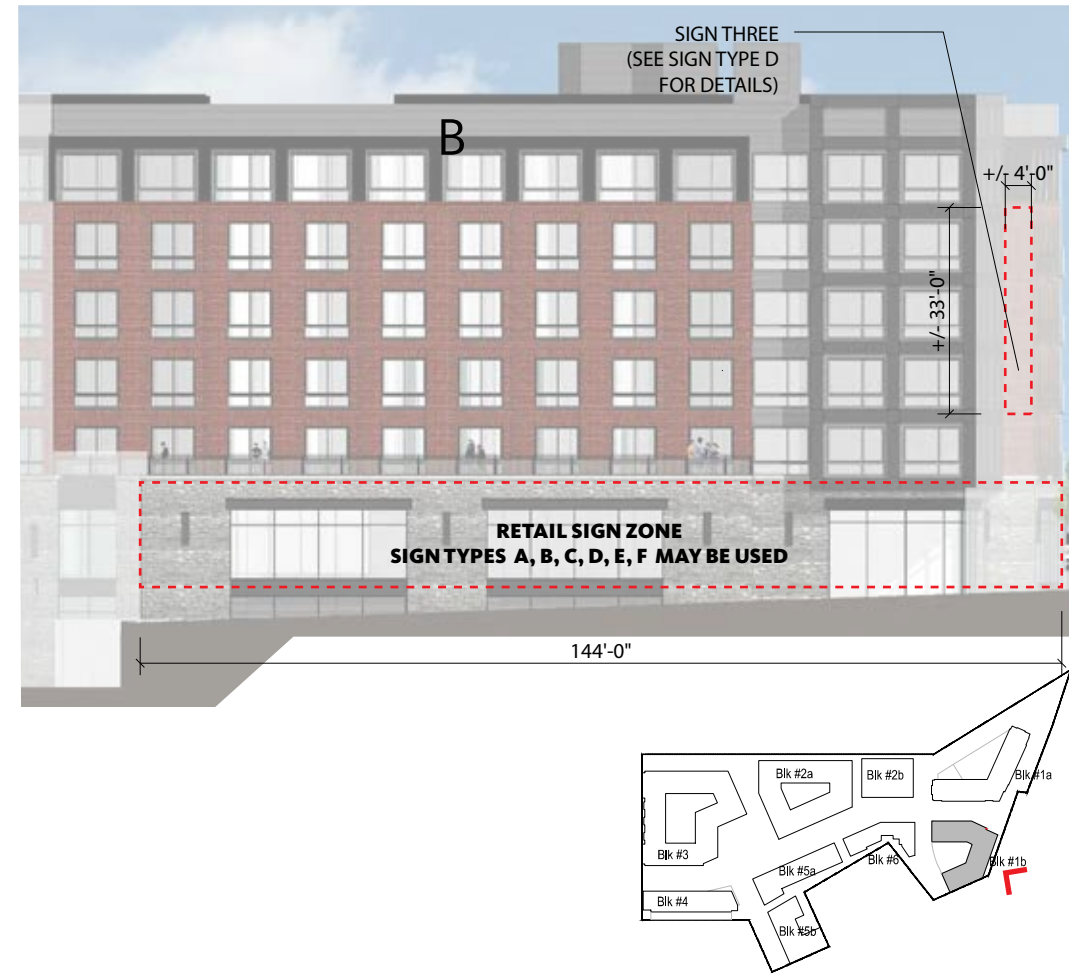 SIGN THREE
(SEE SIGN TYPE D
FOR DETAILS)
B
+/- 4'-0"
+/- 33'-0"
RETAIL SIGN ZONE
SIGN TYPES A, B, C, D, E, F MAY BE USED
144'-0"
Blk #1a
Blk #2a
Blk #2b
Blk #3
Blk #6
Blk #1b
Blk #5a
Blk #4
Blk #5b